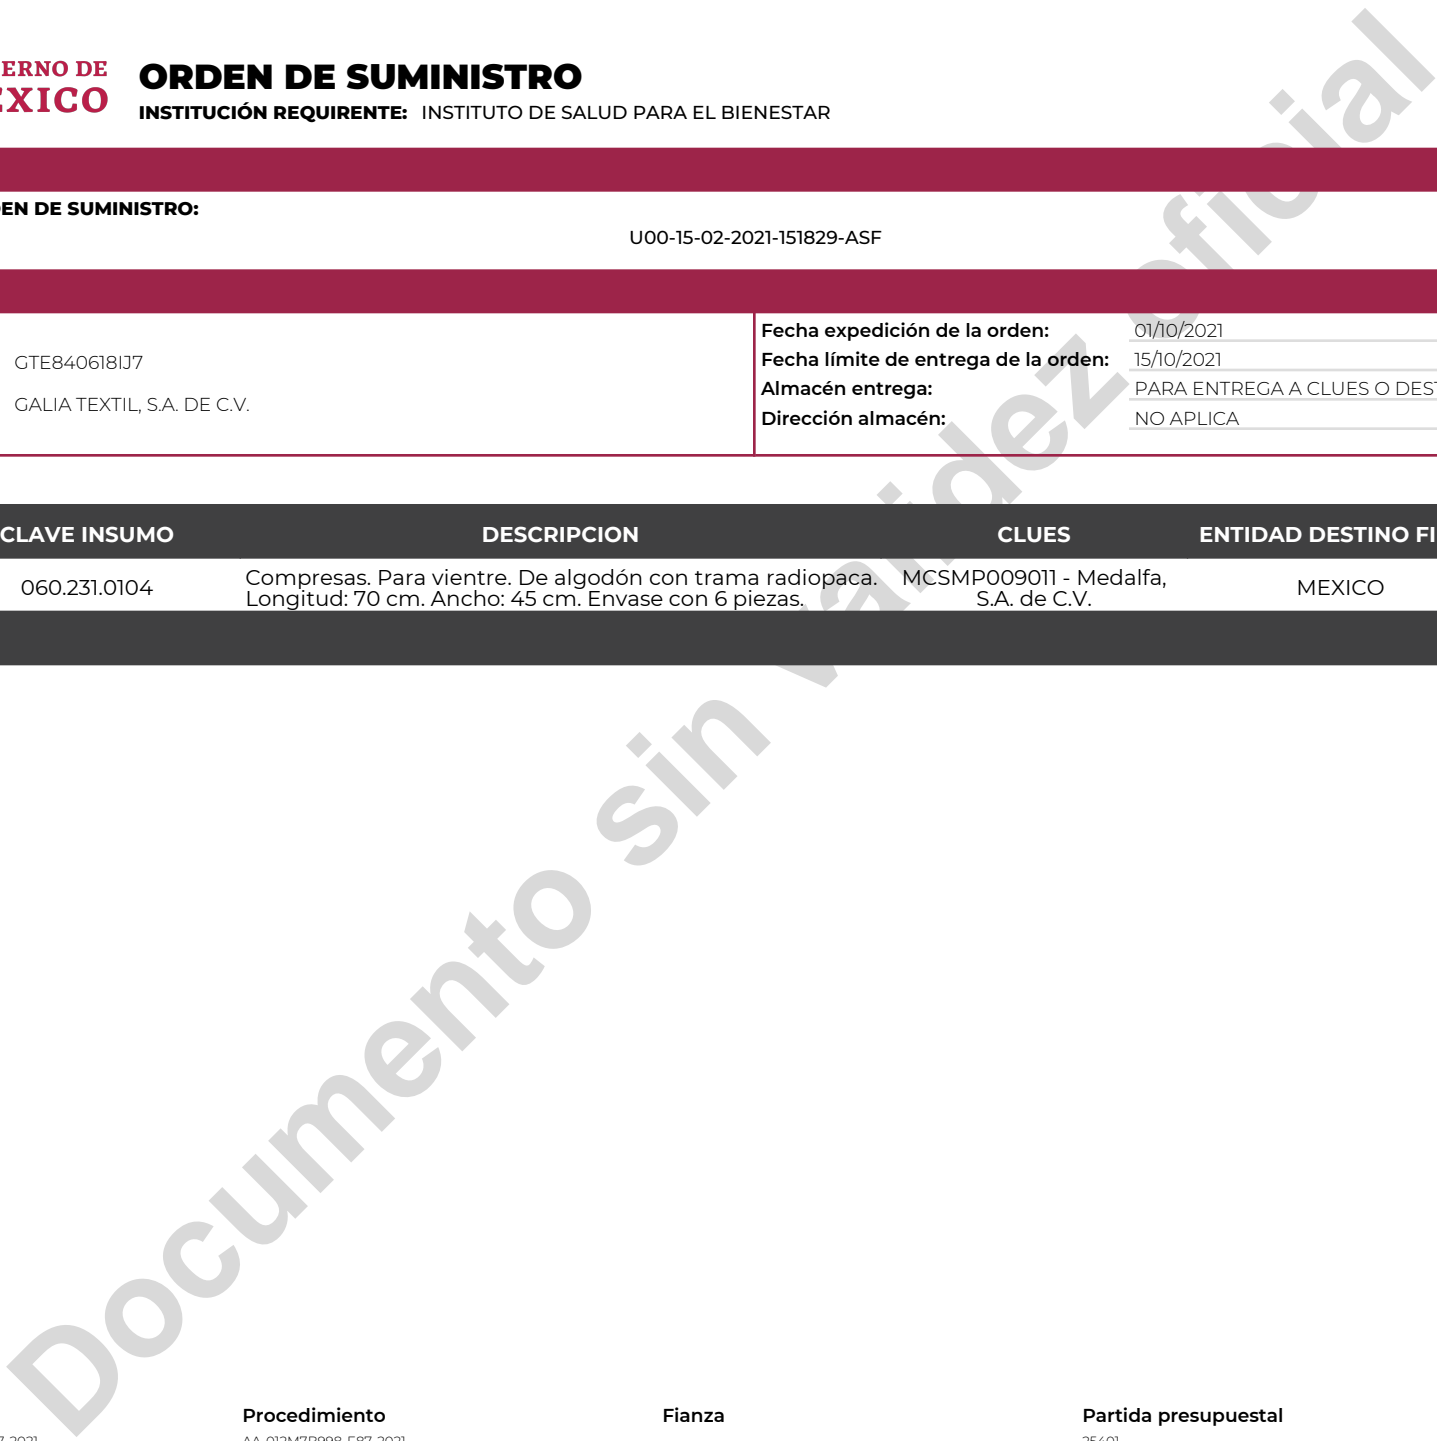 ERNO DE
EXICO
ORDEN DE SUMINISTRO
INSTITUCIÓN REQUIRENTE: INSTITUTO DE SALUD PARA EL BIENESTAR
EN DE SUMINISTRO:
U00-15-02-2021-151829-ASF
GTE840618IJ7
GALIA TEXTIL, S.A. DE C.V.
Fecha expedición de la orden: 01/10/2021
Fecha límite de entrega de la orden: 15/10/2021
Almacén entrega: PARA ENTREGA A CLUES O DEST
Dirección almacén: NO APLICA
CLAVE INSUMO DESCRIPCION CLUES ENTIDAD DESTINO FI
060.231.0104 Compresas. Para vientre. De algodón con trama radiopaca. Longitud: 70 cm. Ancho: 45 cm. Envase con 6 piezas. MCSMP009011 - Medalfa, S.A. de C.V. MEXICO
Documento sin validez oficial
Procedimiento Fianza Partida presupuestal